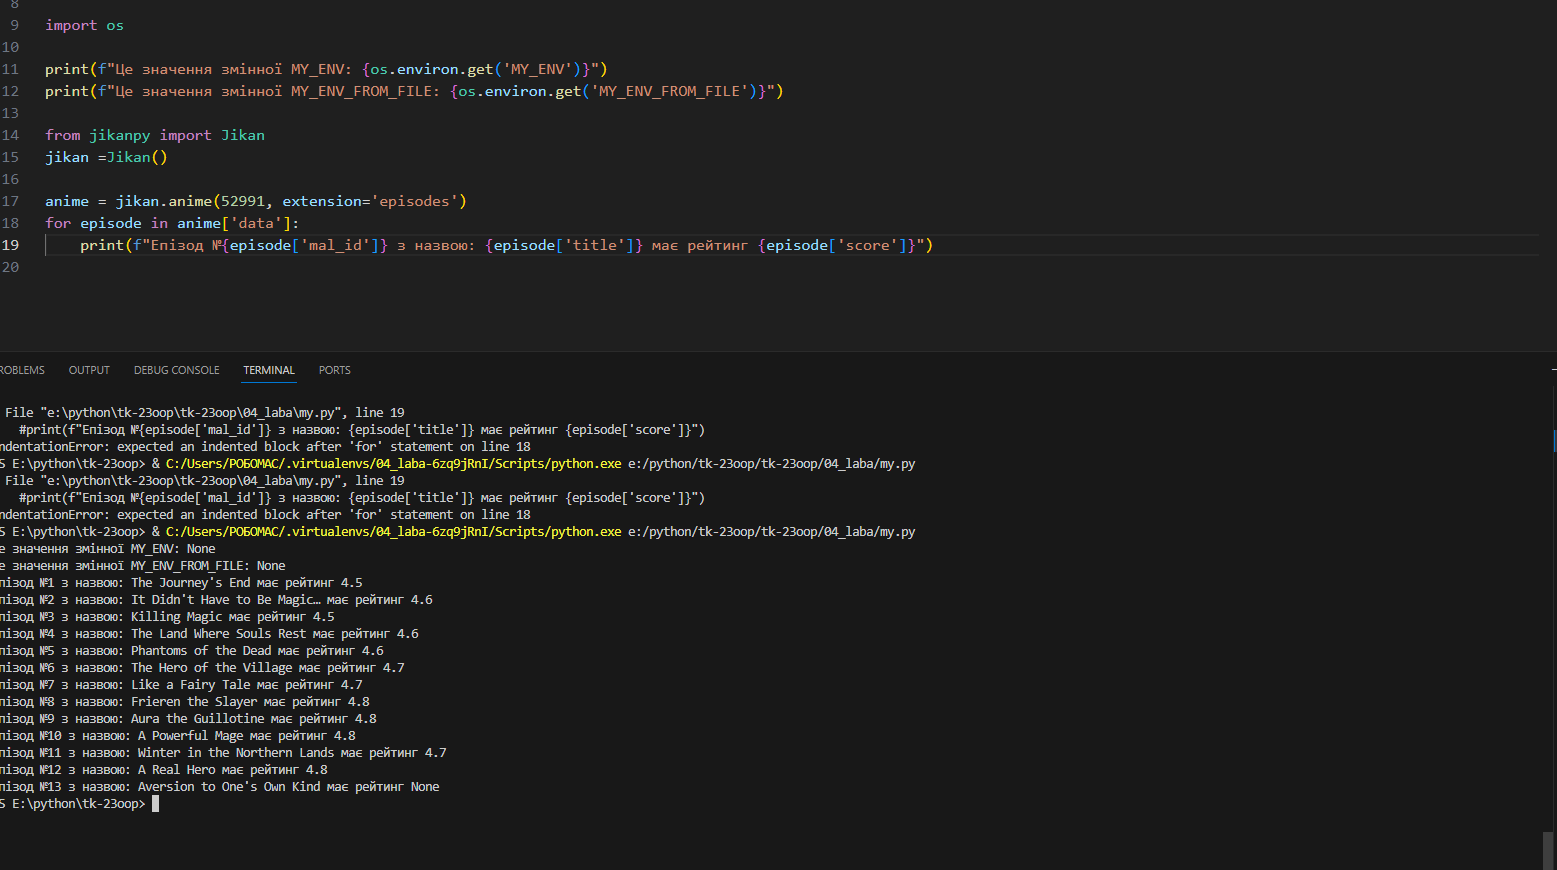 8
9 import os
10
11 print(f"Це значення змінної MY_ENV: {os.environ.get('MY_ENV')}")
12 print(f"Це значення змінної MY_ENV_FROM_FILE: {os.environ.get('MY_ENV_FROM_FILE')}")
13
14 from jikanpy import Jikan
15 jikan =Jikan()
16
17 anime = jikan.anime(52991, extension='episodes')
18 for episode in anime['data']:
19 print(f"Епізод №{episode['mal_id']} з назвою: {episode['title']} має рейтинг {episode['score']}")
20
ROBLEMS OUTPUT DEBUG CONSOLE TERMINAL PORTS
File "e:\python\tk-23oop\tk-23oop\04_laba\my.py", line 19
#print(f"Епізод №{episode['mal_id']} з назвою: {episode['title']} має рейтинг {episode['score']}")
ndentationError: expected an indented block after 'for' statement on line 18
S E:\python\tk-23oop> & C:/Users/РОБОМАС/.virtualenvs/04_laba-6zq9jRnI/Scripts/python.exe e:/python/tk-23oop/tk-23oop/04_laba/my.py
File "e:\python\tk-23oop\tk-23oop\04_laba\my.py", line 19
#print(f"Епізод №{episode['mal_id']} з назвою: {episode['title']} має рейтинг {episode['score']}")
ndentationError: expected an indented block after 'for' statement on line 18
S E:\python\tk-23oop> & C:/Users/РОБОМАС/.virtualenvs/04_laba-6zq9jRnI/Scripts/python.exe e:/python/tk-23oop/tk-23oop/04_laba/my.py
е значення змінної MY_ENV: None
е значення змінної MY_ENV_FROM_FILE: None
пізод №1 з назвою: The Journey's End має рейтинг 4.5
пізод №2 з назвою: It Didn't Have to Be Magic… має рейтинг 4.6
пізод №3 з назвою: Killing Magic має рейтинг 4.5
пізод №4 з назвою: The Land Where Souls Rest має рейтинг 4.6
пізод №5 з назвою: Phantoms of the Dead має рейтинг 4.6
пізод №6 з назвою: The Hero of the Village має рейтинг 4.7
пізод №7 з назвою: Like a Fairy Tale має рейтинг 4.7
пізод №8 з назвою: Frieren the Slayer має рейтинг 4.8
пізод №9 з назвою: Aura the Guillotine має рейтинг 4.8
пізод №10 з назвою: A Powerful Mage має рейтинг 4.8
пізод №11 з назвою: Winter in the Northern Lands має рейтинг 4.7
пізод №12 з назвою: A Real Hero має рейтинг 4.8
пізод №13 з назвою: Aversion to One's Own Kind має рейтинг None
S E:\python\tk-23oop>